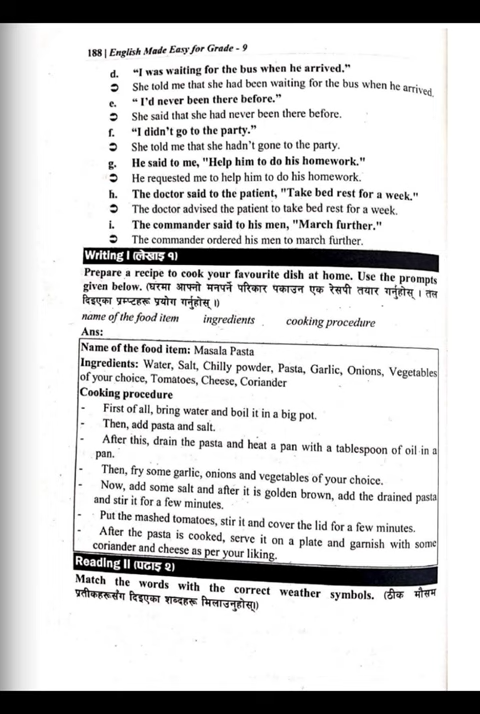 188 | English Made Easy for Grade - 9
d. "I was waiting for the bus when he arrived."
➲ She told me that she had been waiting for the bus when he arrived.
e. " I'd never been there before."
➲ She said that she had never been there before.
f. "I didn't go to the party."
➲ She told me that she hadn't gone to the party.
g. He said to me, "Help him to do his homework."
➲ He requested me to help him to do his homework.
h. The doctor said to the patient, "Take bed rest for a week."
➲ The doctor advised the patient to take bed rest for a week.
i. The commander said to his men, "March further."
➲ The commander ordered his men to march further.
Writing I (लेखाइ १)
Prepare a recipe to cook your favourite dish at home. Use the prompts
given below. (घरमा आफ्नो मनपर्ने परिकार पकाउन एक रेसपी तयार गर्नुहोस् । तल
दिइएका प्रम्प्टहरू प्रयोग गर्नुहोस् ।)
name of the food item ingredients cooking procedure
Ans:
Name of the food item: Masala Pasta
Ingredients: Water, Salt, Chilly powder, Pasta, Garlic, Onions, Vegetables
of your choice, Tomatoes, Cheese, Coriander
Cooking procedure
- First of all, bring water and boil it in a big pot.
- Then, add pasta and salt.
- After this, drain the pasta and heat a pan with a tablespoon of oil in a
pan.
- Then, fry some garlic, onions and vegetables of your choice.
- Now, add some salt and after it is golden brown, add the drained pasta
and stir it for a few minutes.
- Put the mashed tomatoes, stir it and cover the lid for a few minutes.
- After the pasta is cooked, serve it on a plate and garnish with some
coriander and cheese as per your liking.
Reading II (पढाइ २)
Match the words with the correct weather symbols. (ठीक मौसम
प्रतीकहरूसँग दिइएका शब्दहरू मिलाउनुहोस्।)